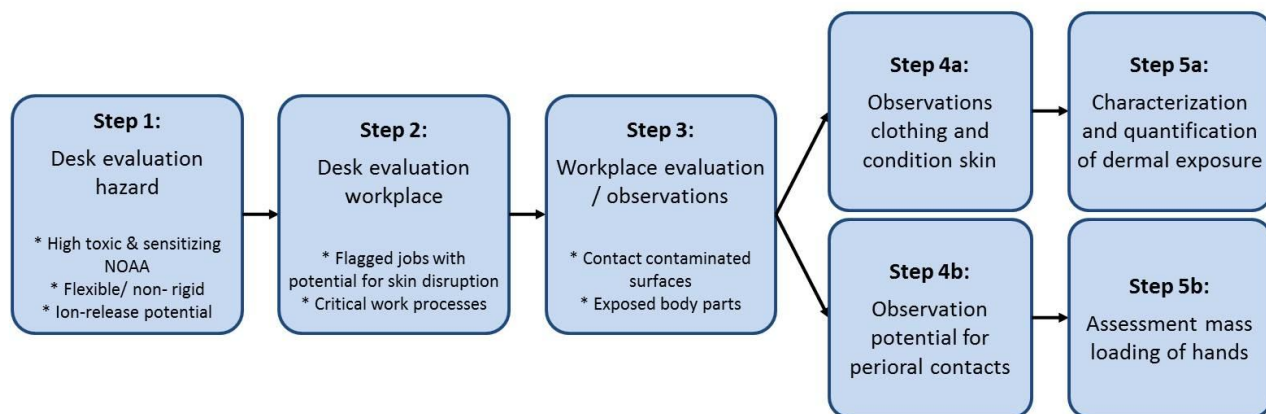 Step 1:
Desk evaluation
hazard
* High toxic & sensitizing
NOAA
* Flexible/ non- rigid
* Ion-release potential
Step 2:
Desk evaluation
workplace
* Flagged jobs with
potential for skin disruption
* Critical work processes
Step 3:
Workplace evaluation
/ observations
* Contact contaminated
surfaces
* Exposed body parts
Step 4a:
Observations
clothing and
condition skin
Step 5a:
Characterization
and quantification
of dermal exposure
Step 4b:
Observation
potential for
perioral contacts
Step 5b:
Assessment mass
loading of hands